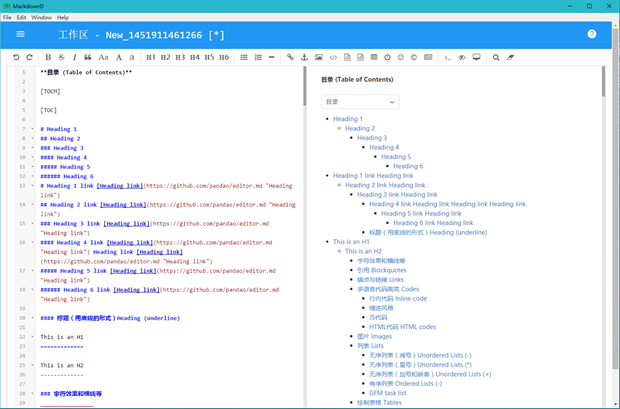 MarkdownD
File Edit Window Help
工作区 - New_1451911461266 [*]
B S I Aa A a H1 H2 H3 H4 H5 H6
1 **目录 (Table of Contents)**
2
3 [TOCM]
4
5 [TOC]
6
7 # Heading 1
8 ## Heading 2
9 ### Heading 3
10 #### Heading 4
11 ##### Heading 5
12 ###### Heading 6
13 # Heading 1 link [Heading link](https://github.com/pandao/editor.md "Heading
link")
14 ## Heading 2 link [Heading link](https://github.com/pandao/editor.md "Heading
link")
15 ### Heading 3 link [Heading link](https://github.com/pandao/editor.md
"Heading link")
16 #### Heading 4 link [Heading link](https://github.com/pandao/editor.md
"Heading link") Heading link [Heading link]
(https://github.com/pandao/editor.md "Heading link")
17 ##### Heading 5 link [Heading link](https://github.com/pandao/editor.md
"Heading link")
18 ###### Heading 6 link [Heading link](https://github.com/pandao/editor.md
"Heading link")
19
20 #### 标题（用底线的形式）Heading (underline)
21
22 This is an H1
23 =============
24
25 This is an H2
26 -------------
27
28 ### 字符效果和横线等
29
目录 (Table of Contents)
目录
Heading 1
Heading 2
Heading 3
Heading 4
Heading 5
Heading 6
Heading 1 link Heading link
Heading 2 link Heading link
Heading 3 link Heading link
Heading 4 link Heading link Heading link Heading link
Heading 5 link Heading link
Heading 6 link Heading link
标题（用底线的形式）Heading (underline)
This is an H1
This is an H2
字符效果和横线等
引用 Blockquotes
锚点与链接 Links
多语言代码高亮 Codes
行内代码 Inline code
缩进风格
JS代码
HTML代码 HTML codes
图片 Images
列表 Lists
无序列表（减号）Unordered Lists (-)
无序列表（星号）Unordered Lists (*)
无序列表（加号和嵌套）Unordered Lists (+)
有序列表 Ordered Lists (-)
GFM task list
绘制表格 Tables